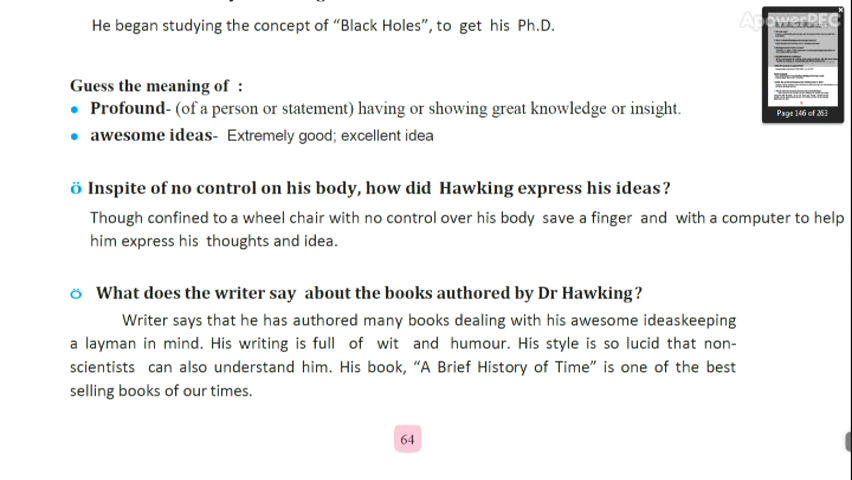 He began studying the concept of “Black Holes”, to get his Ph.D.
Guess the meaning of :
• Profound- (of a person or statement) having or showing great knowledge or insight.
• awesome ideas- Extremely good; excellent idea
ö Inspite of no control on his body, how did Hawking express his ideas?
Though confined to a wheel chair with no control over his body save a finger and with a computer to help
him express his thoughts and idea.
ö What does the writer say about the books authored by Dr Hawking?
Writer says that he has authored many books dealing with his awesome ideaskeeping
a layman in mind. His writing is full of wit and humour. His style is so lucid that non-
scientists can also understand him. His book, “A Brief History of Time” is one of the best
selling books of our times.
64
ApowerREC
Page 146 of 263